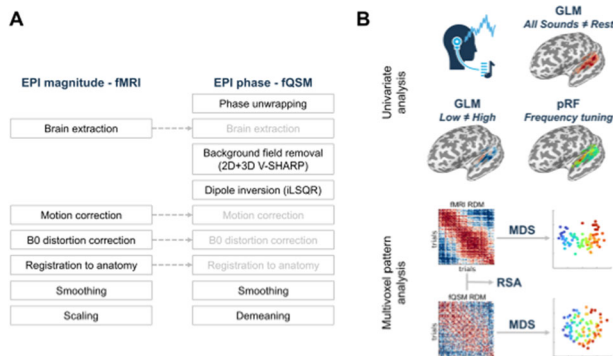 A
EPI magnitude - fMRI
EPI phase - fQSM
Phase unwrapping
Brain extraction
Brain extraction
Background field removal
(2D+3D V-SHARP)
Dipole inversion (iLSQR)
Motion correction
Motion correction
B0 distortion correction
B0 distortion correction
Registration to anatomy
Registration to anatomy
Smoothing
Smoothing
Scaling
Demeaning
B
Univariate
analysis
GLM
All Sounds ≠ Rest
GLM
Low ≠ High
pRF
Frequency tuning
Multivoxel pattern
analysis
fMRI RDM
trials
trials
MDS
RSA
fQSM RDM
trials
MDS